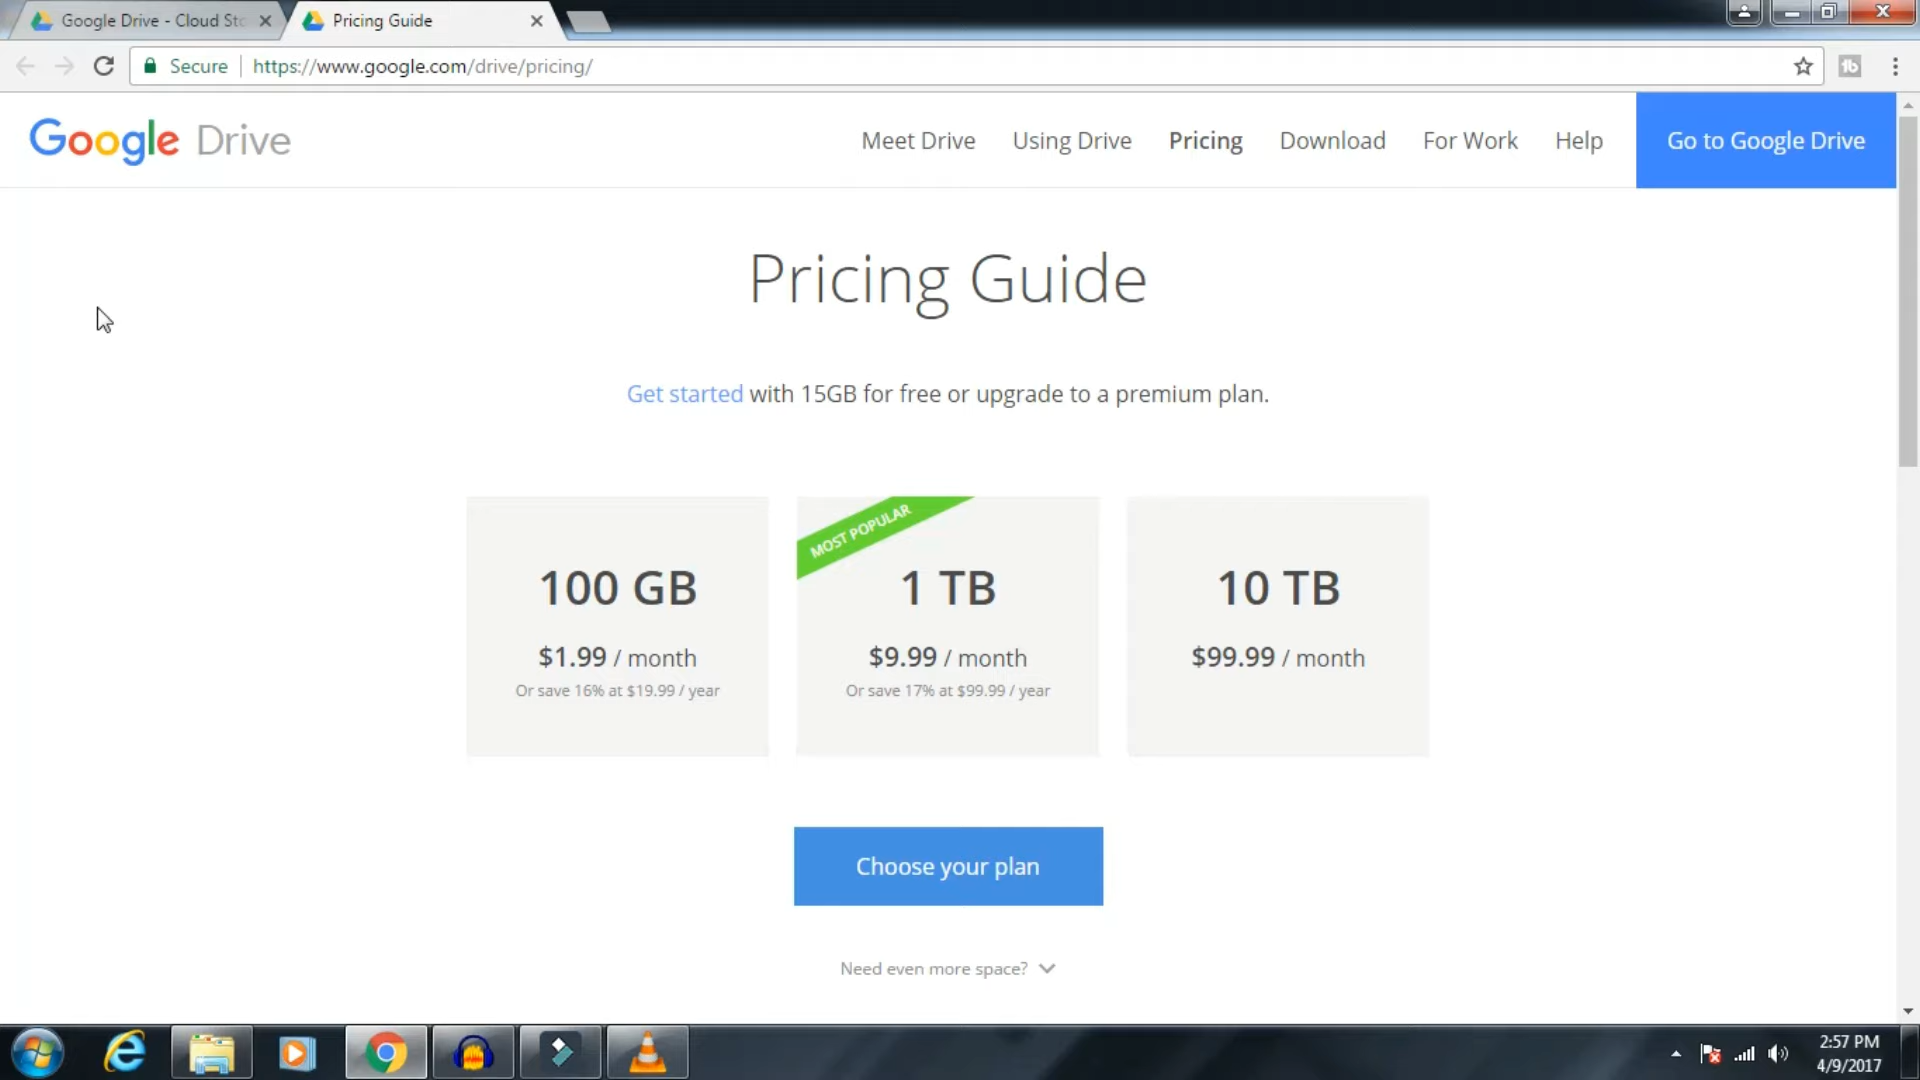 Google Drive - Cloud Sto
Pricing Guide
Secure
https://www.google.com/drive/pricing/
Google Drive
Meet Drive
Using Drive
Pricing
Download
For Work
Help
Go to Google Drive
Pricing Guide
Get started with 15GB for free or upgrade to a premium plan.
100 GB
$1.99 / month
Or save 16% at $19.99 / year
MOST POPULAR
1 TB
$9.99 / month
Or save 17% at $99.99 / year
10 TB
$99.99 / month
Choose your plan
Need even more space?
2:57 PM
4/9/2017